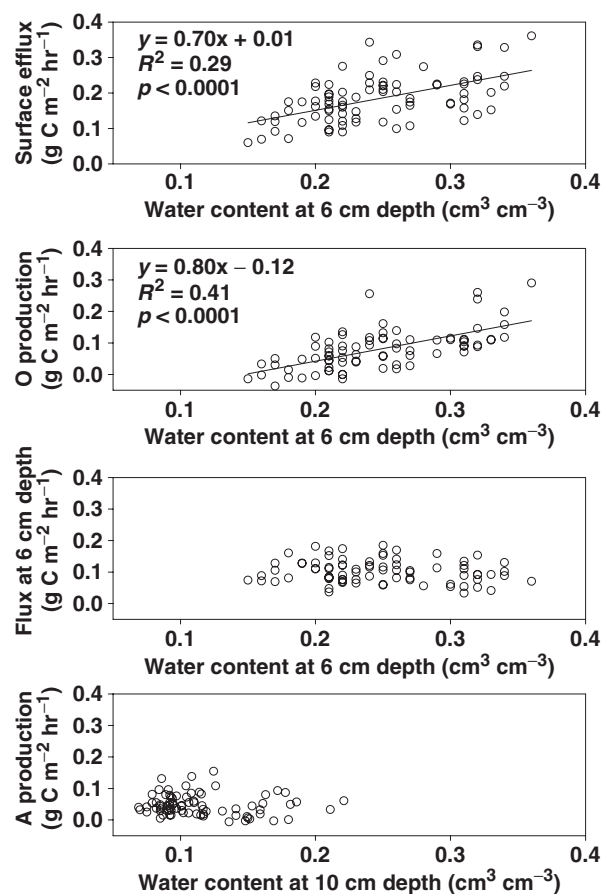 Surface efflux
(g C m⁻² hr⁻¹)
0.4
0.3
0.2
0.1
0.0
y = 0.70x + 0.01
R² = 0.29
p < 0.0001
0.1 0.2 0.3 0.4
Water content at 6 cm depth (cm³ cm⁻³)
O production
(g C m⁻² hr⁻¹)
0.4
0.3
0.2
0.1
0.0
y = 0.80x − 0.12
R² = 0.41
p < 0.0001
0.1 0.2 0.3 0.4
Water content at 6 cm depth (cm³ cm⁻³)
Flux at 6 cm depth
(g C m⁻² hr⁻¹)
0.4
0.3
0.2
0.1
0.0
0.1 0.2 0.3 0.4
Water content at 6 cm depth (cm³ cm⁻³)
A production
(g C m⁻² hr⁻¹)
0.4
0.3
0.2
0.1
0.0
0.1 0.2 0.3 0.4
Water content at 10 cm depth (cm³ cm⁻³)